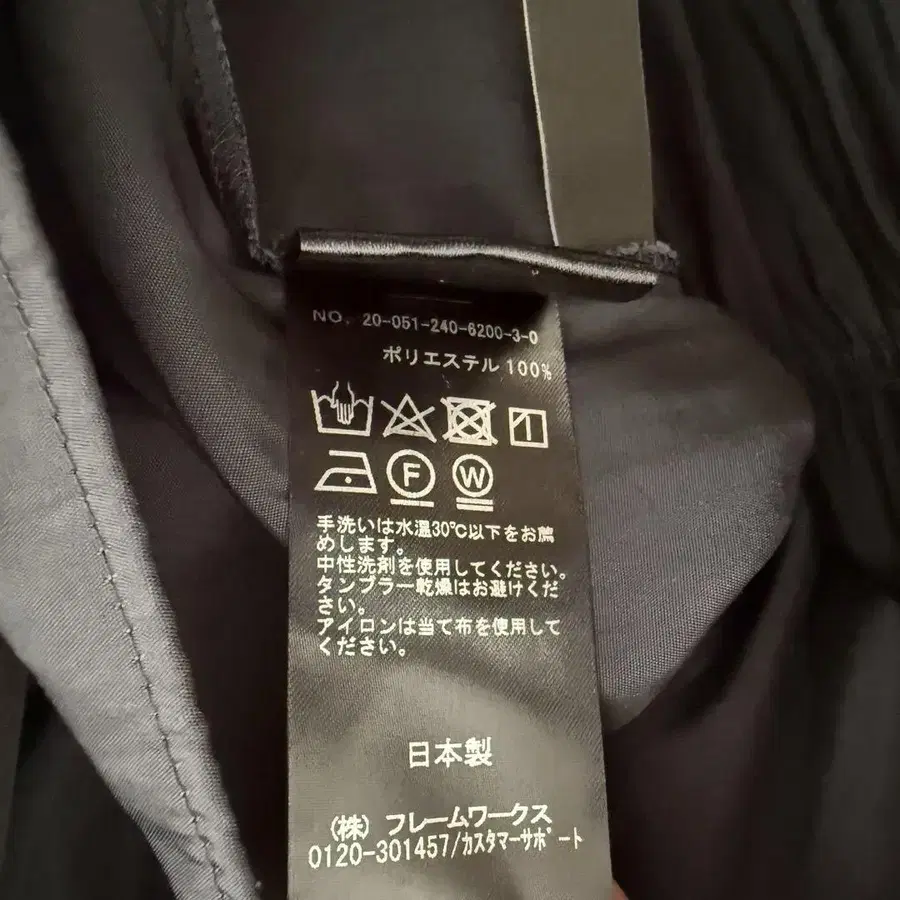 NO. 20-051-240-6200-3-0
ポリエステル 100%
F W
手洗いは水温30℃以下をお薦
めします。
中性洗剤を使用してください。
タンブラー乾燥はお避けくだ
さい。
アイロンは当て布を使用して
ください。
日本製
(株) フレームワークス
0120-301457/カスタマーサポート